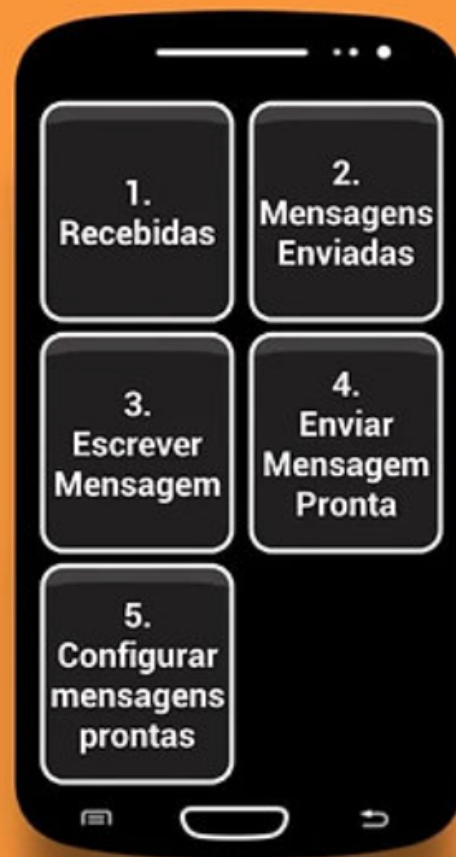 1.
Recebidas
2.
Mensagens
Enviadas
3.
Escrever
Mensagem
4.
Enviar
Mensagem
Pronta
5.
Configurar
mensagens
prontas